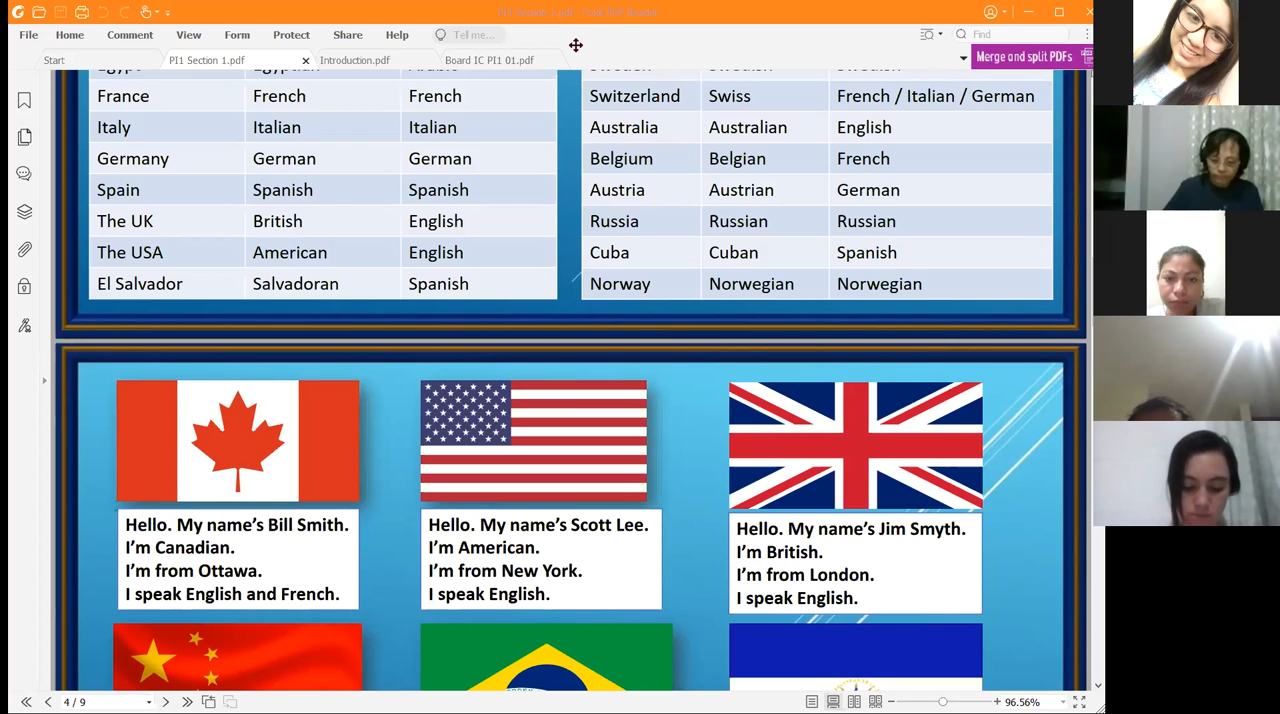 File Home Comment View Form Protect Share Help Tell me... Find
Start PI1 Section 1.pdf Introduction.pdf Board IC PI1 01.pdf Merge and split PDFs
France French French
Italy Italian Italian
Germany German German
Spain Spanish Spanish
The UK British English
The USA American English
El Salvador Salvadoran Spanish
Switzerland Swiss French / Italian / German
Australia Australian English
Belgium Belgian French
Austria Austrian German
Russia Russian Russian
Cuba Cuban Spanish
Norway Norwegian Norwegian
Hello. My name's Bill Smith.
I'm Canadian.
I'm from Ottawa.
I speak English and French.
Hello. My name's Scott Lee.
I'm American.
I'm from New York.
I speak English.
Hello. My name's Jim Smyth.
I'm British.
I'm from London.
I speak English.
4 / 9 96.56%